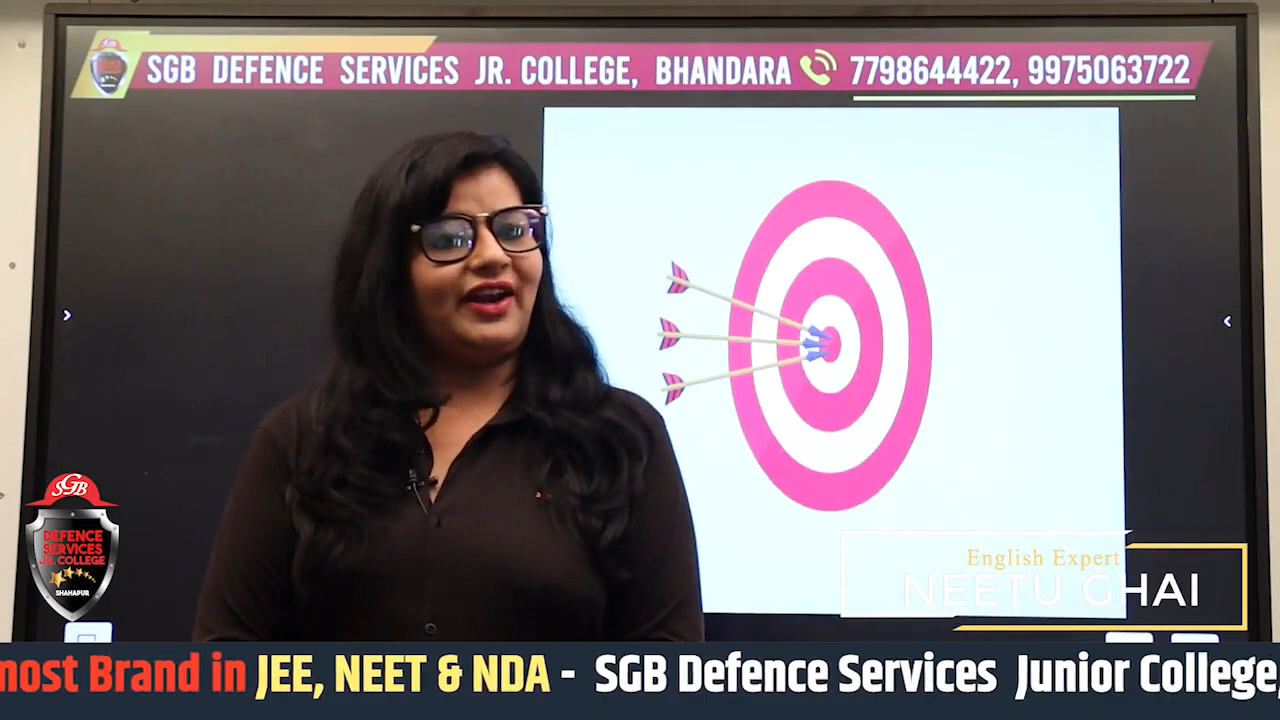 SGB DEFENCE SERVICES JR. COLLEGE, BHANDARA 7798644422, 9975063722
SGB
DEFENCE
SERVICES
JR. COLLEGE
SHAHAPUR
English Expert
NEETU GHAI
most Brand in JEE, NEET & NDA - SGB Defence Services Junior College,